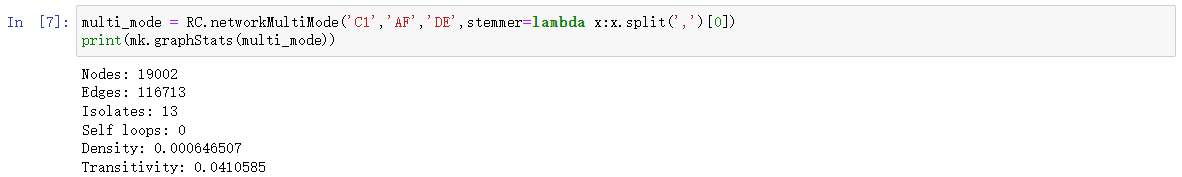 In [7]: multi_mode = RC.networkMultiMode('C1','AF','DE',stemmer=lambda x:x.split(',')[0])
print(mk.graphStats(multi_mode))
Nodes: 19002
Edges: 116713
Isolates: 13
Self loops: 0
Density: 0.000646507
Transitivity: 0.0410585